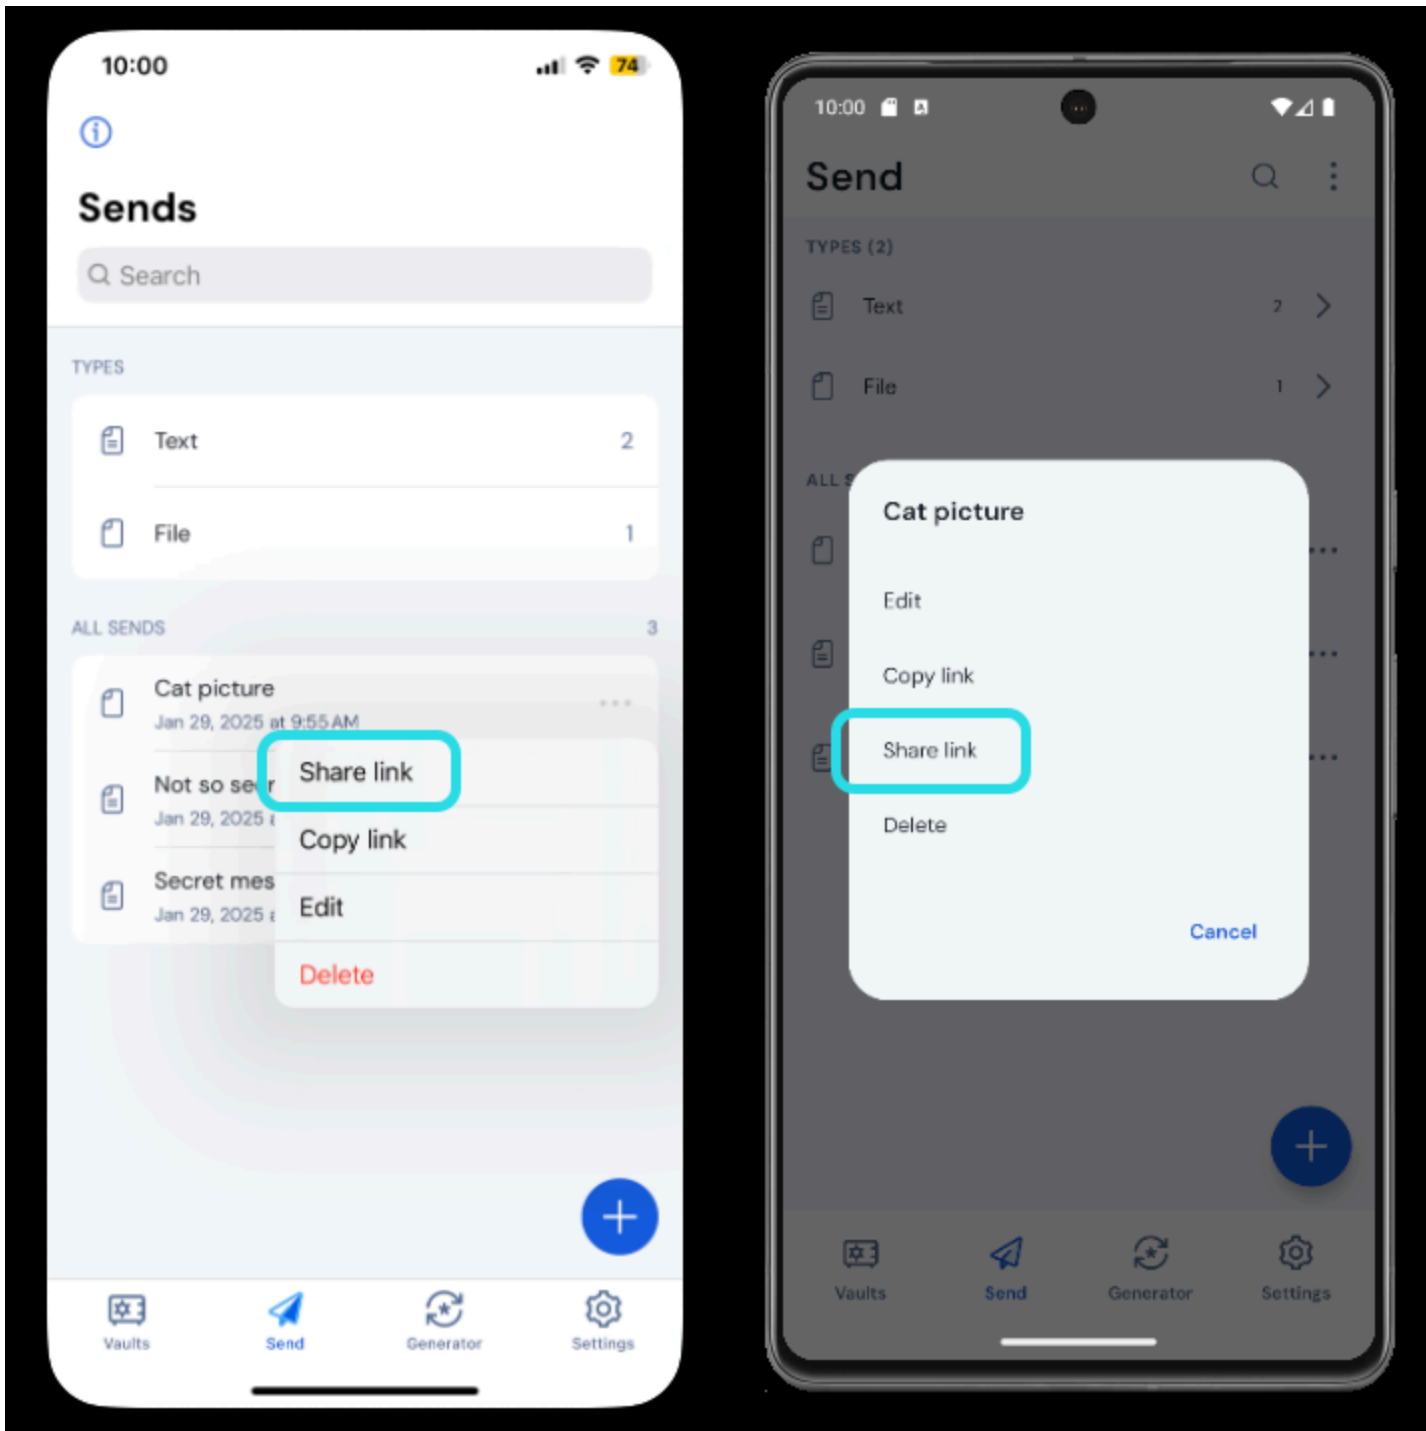 10:00
74
Sends
Search
TYPES
Text 2
File 1
ALL SENDS 3
Cat picture
Jan 29, 2025 at 9:55 AM
Not so secr
Jan 29, 2025
Secret mes
Jan 29, 2025
Share link
Copy link
Edit
Delete
Vaults Send Generator Settings
10:00
Send
TYPES (2)
Text 2
File 1
ALL S
Cat picture
Edit
Copy link
Share link
Delete
Cancel
Vaults Send Generator Settings